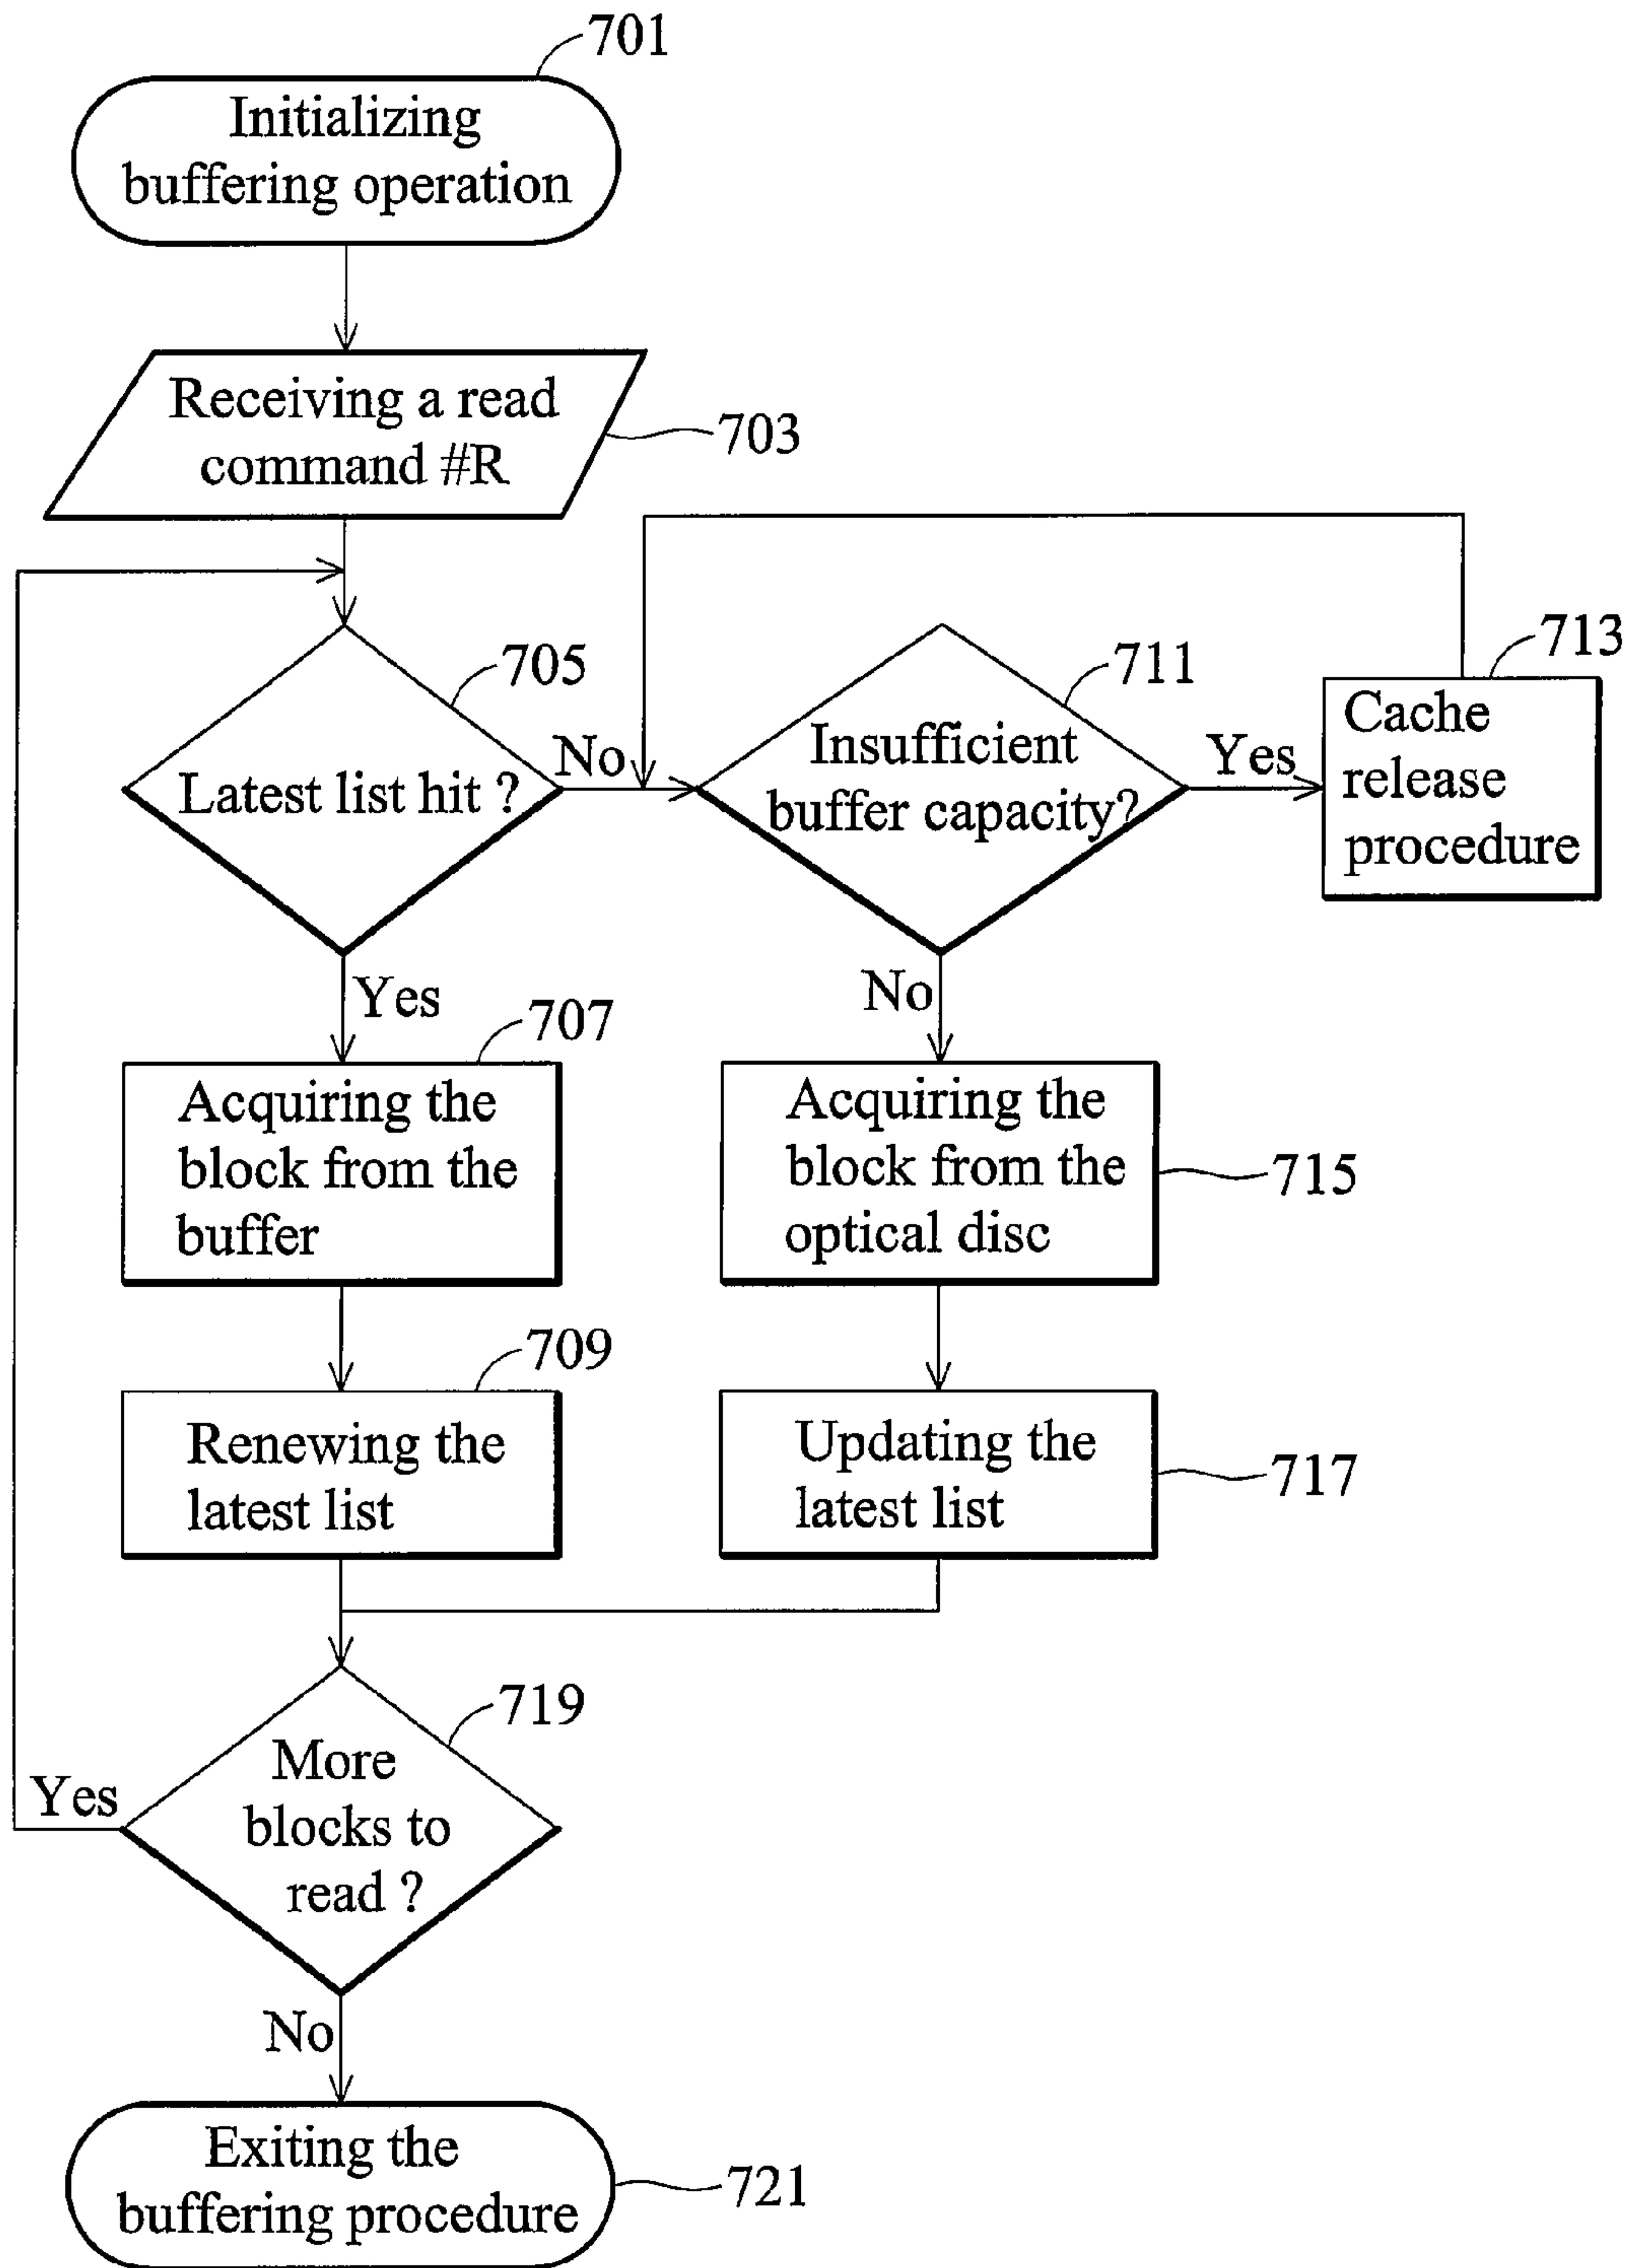 701
Initializing
buffering operation
Receiving a read
command #R
703
705
Latest list hit ?
No
711
Insufficient
buffer capacity?
Yes
713
Cache
release
procedure
Yes
No
707
Acquiring the
block from the
buffer
Acquiring the
block from the
optical disc
715
709
Renewing the
latest list
Updating the
latest list
717
719
More
blocks to
read ?
Yes
No
Exiting the
buffering procedure
721